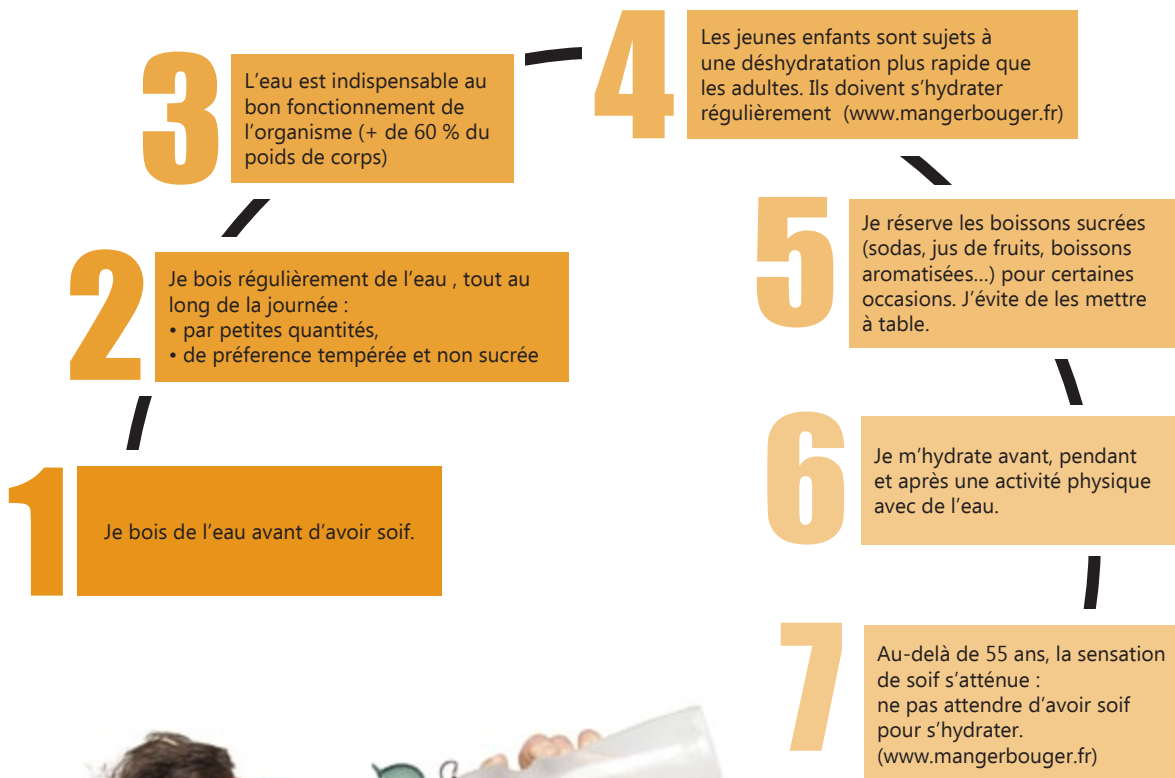 1
Je bois de l'eau avant d'avoir soif.
2
Je bois régulièrement de l'eau , tout au
long de la journée :
• par petites quantités,
• de préference tempérée et non sucrée
3
L'eau est indispensable au
bon fonctionnement de
l'organisme (+ de 60 % du
poids de corps)
4
Les jeunes enfants sont sujets à
une déshydratation plus rapide que
les adultes. Ils doivent s'hydrater
régulièrement (www.mangerbouger.fr)
5
Je réserve les boissons sucrées
(sodas, jus de fruits, boissons
aromatisées...) pour certaines
occasions. J'évite de les mettre
à table.
6
Je m'hydrate avant, pendant
et après une activité physique
avec de l'eau.
7
Au-delà de 55 ans, la sensation
de soif s'atténue :
ne pas attendre d'avoir soif
pour s'hydrater.
(www.mangerbouger.fr)